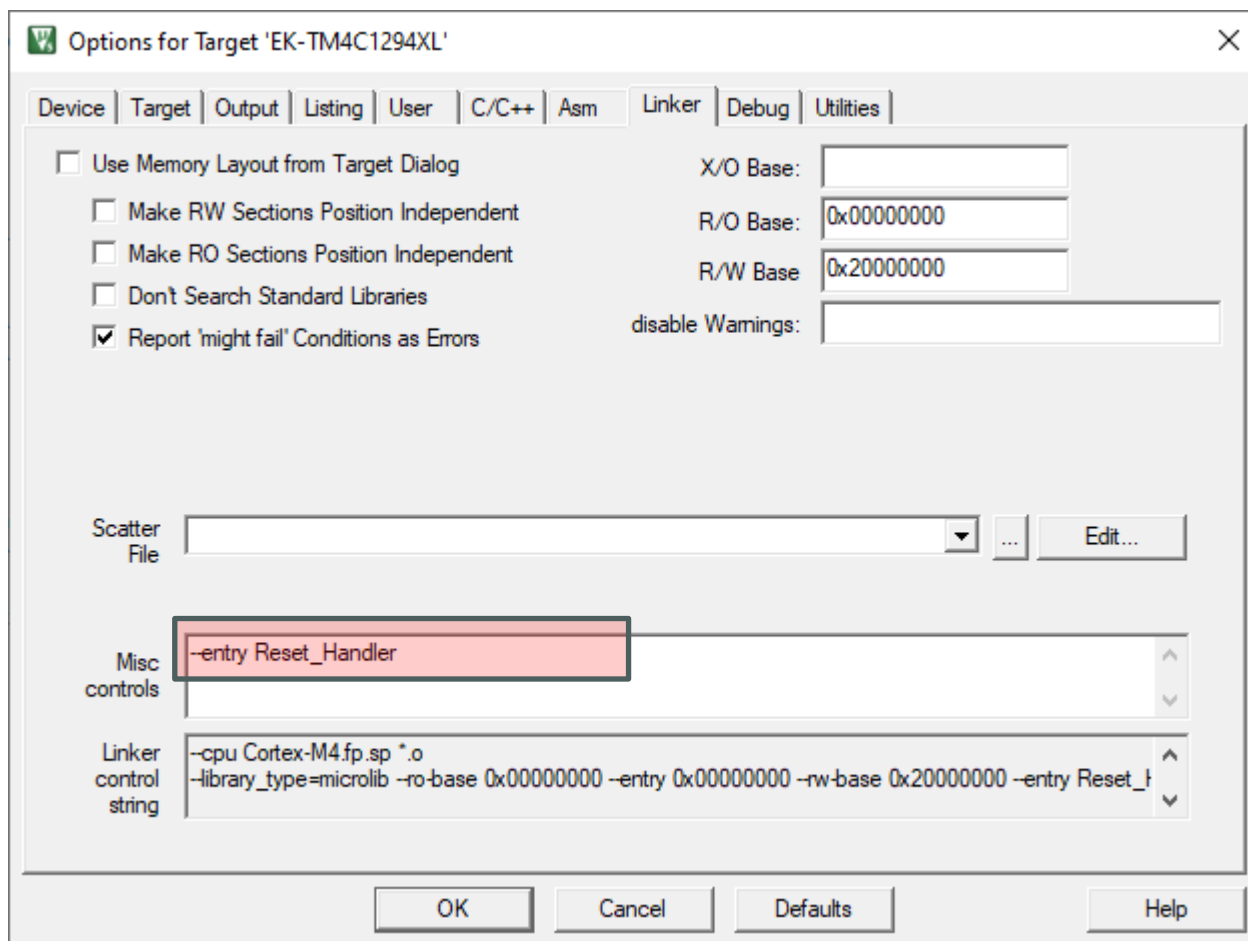 Options for Target 'EK-TM4C1294XL'
Device Target Output Listing User C/C++ Asm Linker Debug Utilities
Use Memory Layout from Target Dialog
Make RW Sections Position Independent
Make RO Sections Position Independent
Don't Search Standard Libraries
Report 'might fail' Conditions as Errors
X/O Base:
R/O Base: 0x00000000
R/W Base 0x20000000
disable Warnings:
Scatter
File
... Edit...
Misc
controls
--entry Reset_Handler
Linker
control
string
--cpu Cortex-M4.fp.sp *.o
--library_type=microlib --ro-base 0x00000000 --entry 0x00000000 --rw-base 0x20000000 --entry Reset_H
OK Cancel Defaults Help